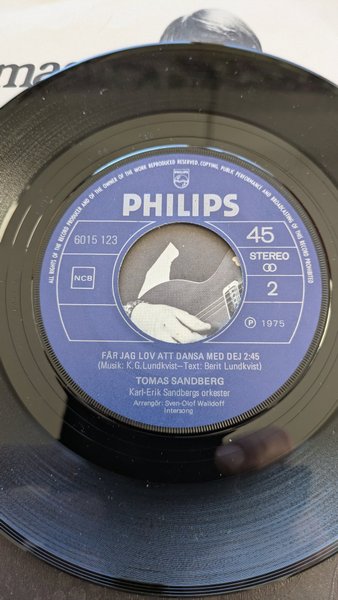 mas
ALL RIGHTS OF THE RECORD PRODUCER AND OF THE OWNER OF THE WORK REPRODUCED RESERVED. COPYING, PUBLIC PERFORMANCE AND BROADCASTING OF THIS RECORD PROHIBITED
PHILIPS
PHILIPS
6015 123
45
STEREO
NCB
2
℗ 1975
FÅR JAG LOV ATT DANSA MED DEJ 2:45
(Musik: K.G.Lundkvist–Text: Berit Lundkvist)
TOMAS SANDBERG
Karl-Erik Sandbergs orkester
Arrangör: Sven-Olof Walldoff
Intersong